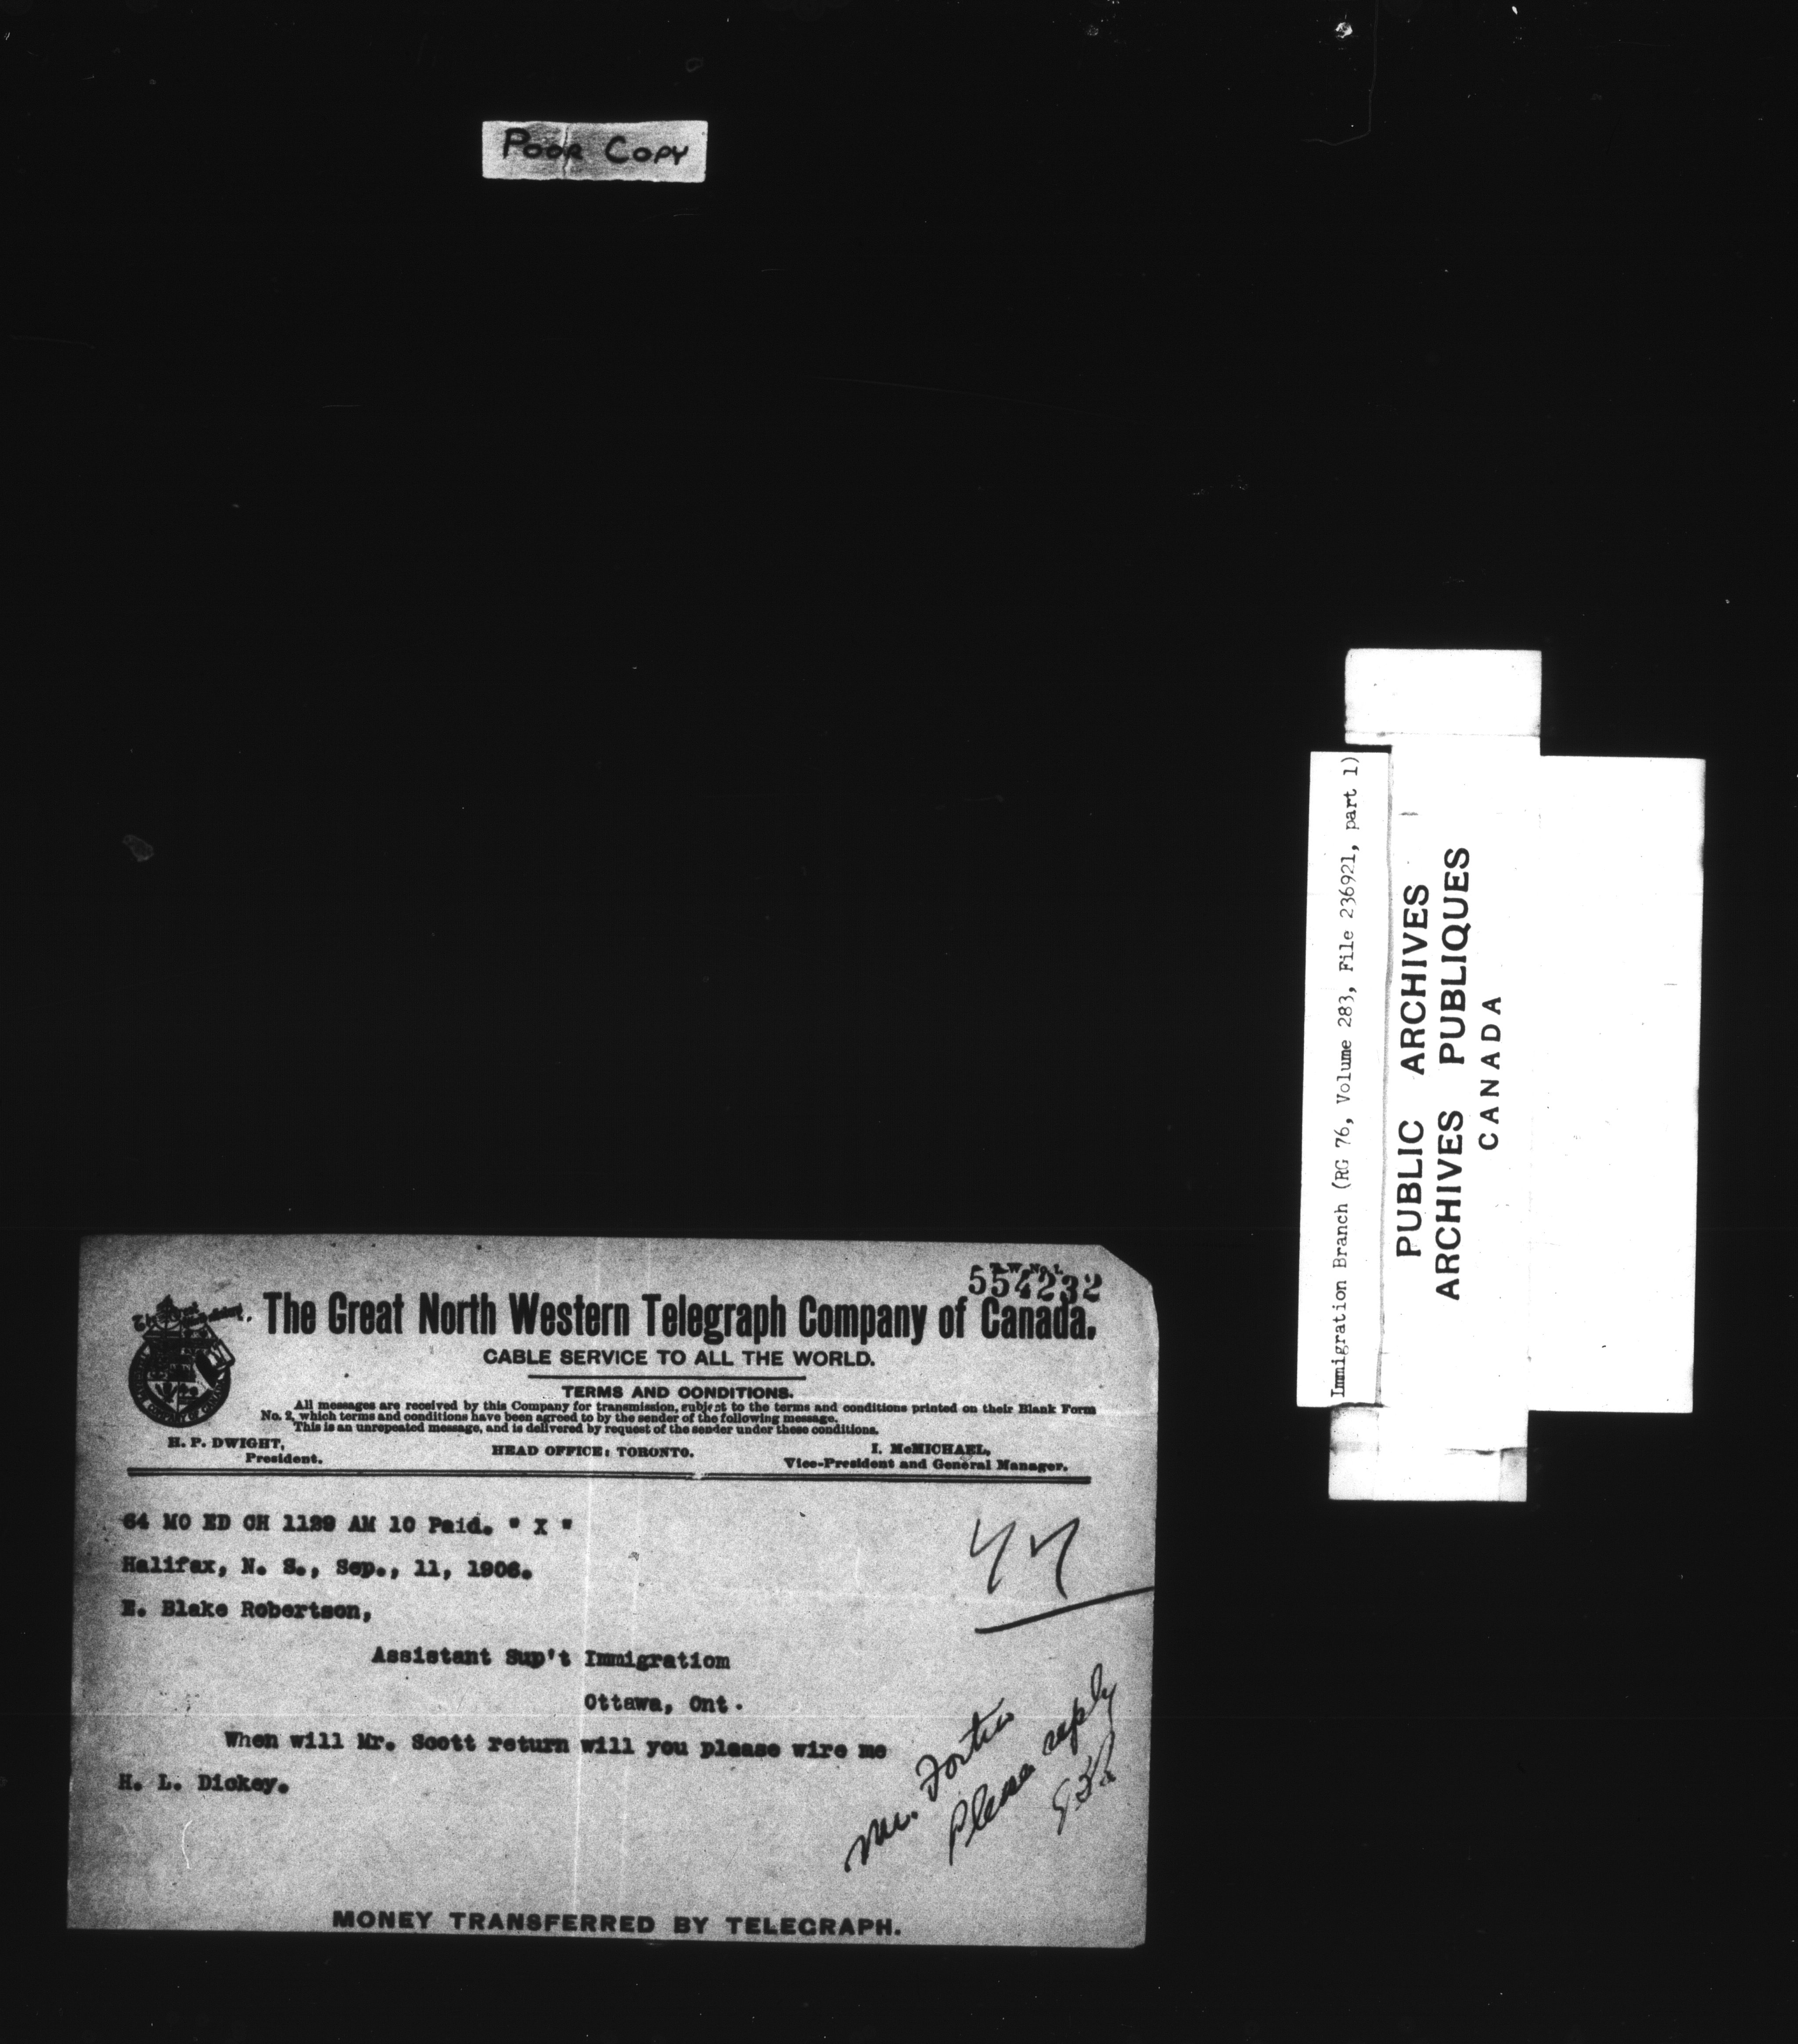 POOR COPY
554232
The Great North Western Telegraph Company of Canada.
CABLE SERVICE TO ALL THE WORLD.
TERMS AND CONDITIONS.
All messages are received by this Company for transmission, subject to the terms and conditions printed on their Blank Form
No. 2, which terms and conditions have been agreed to by the sender of the following message.
This is an unrepeated message, and is delivered by request of the sender under these conditions.
H. P. DWIGHT,
President.
HEAD OFFICE: TORONTO.
I. McMICHAEL,
Vice-President and General Manager.
64 MO ED CH 1129 AM 10 Paid. " X "
Halifax, N. S., Sep., 11, 1906.
E. Blake Robertson,
Assistant Sup't Immigratiom
Ottawa, Ont.
When will Mr. Scott return will you please wire me
H. L. Dickey.
Mr. Fortier
Please reply
MONEY TRANSFERRED BY TELEGRAPH.
Immigration Branch (RG 76, Volume 283, File 236921, part 1)
PUBLIC ARCHIVES
ARCHIVES PUBLIQUES
CANADA